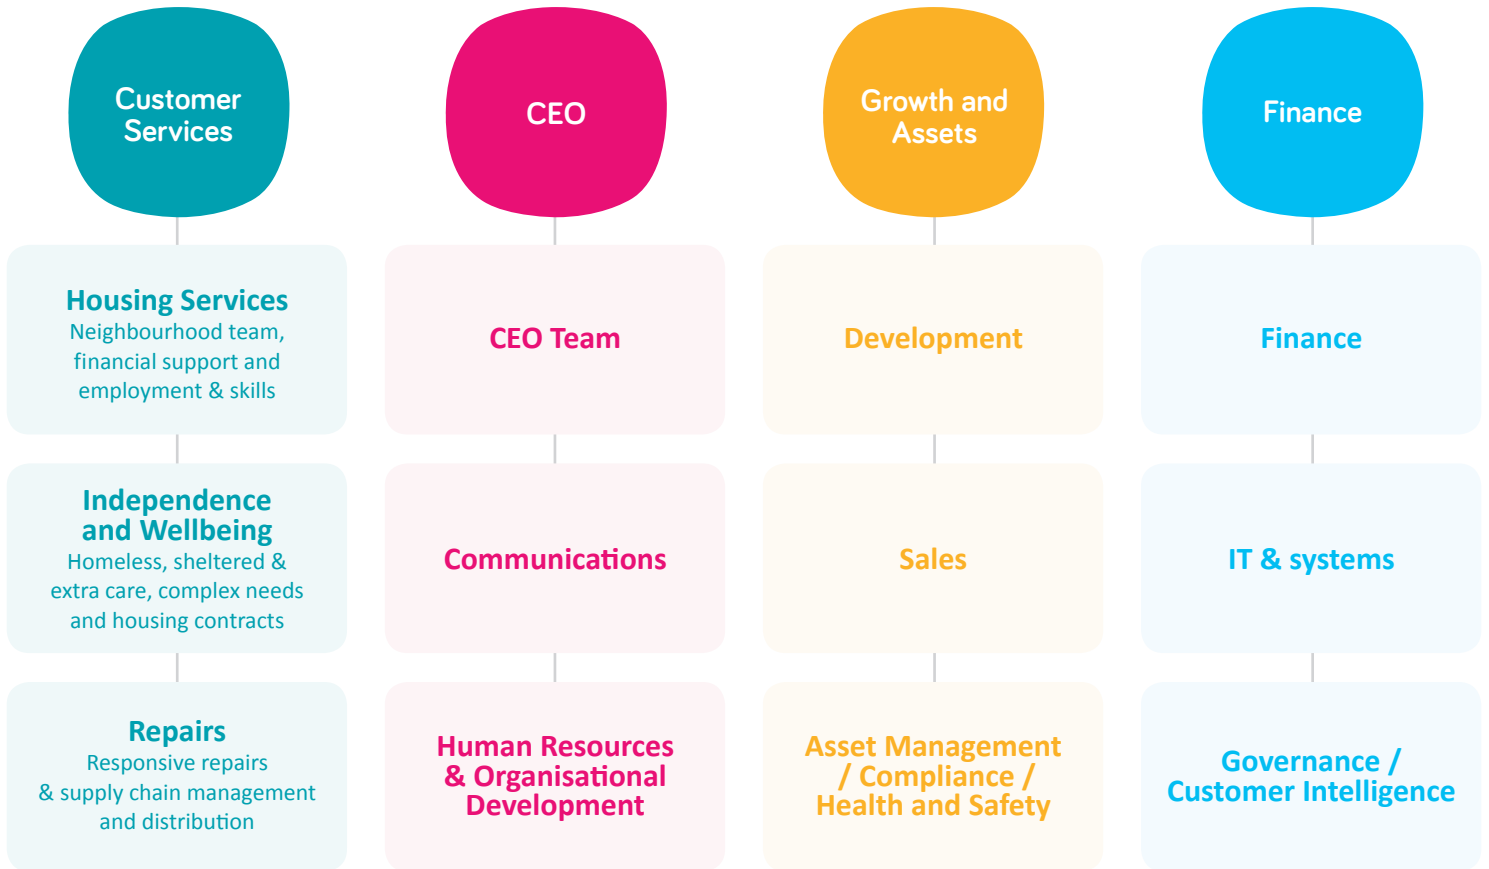 Customer
Services
CEO
Growth and
Assets
Finance
Housing Services
Neighbourhood team,
financial support and
employment & skills
CEO Team
Development
Finance
Independence
and Wellbeing
Homeless, sheltered &
extra care, complex needs
and housing contracts
Communications
Sales
IT & systems
Repairs
Responsive repairs
& supply chain management
and distribution
Human Resources
& Organisational
Development
Asset Management
/ Compliance /
Health and Safety
Governance /
Customer Intelligence